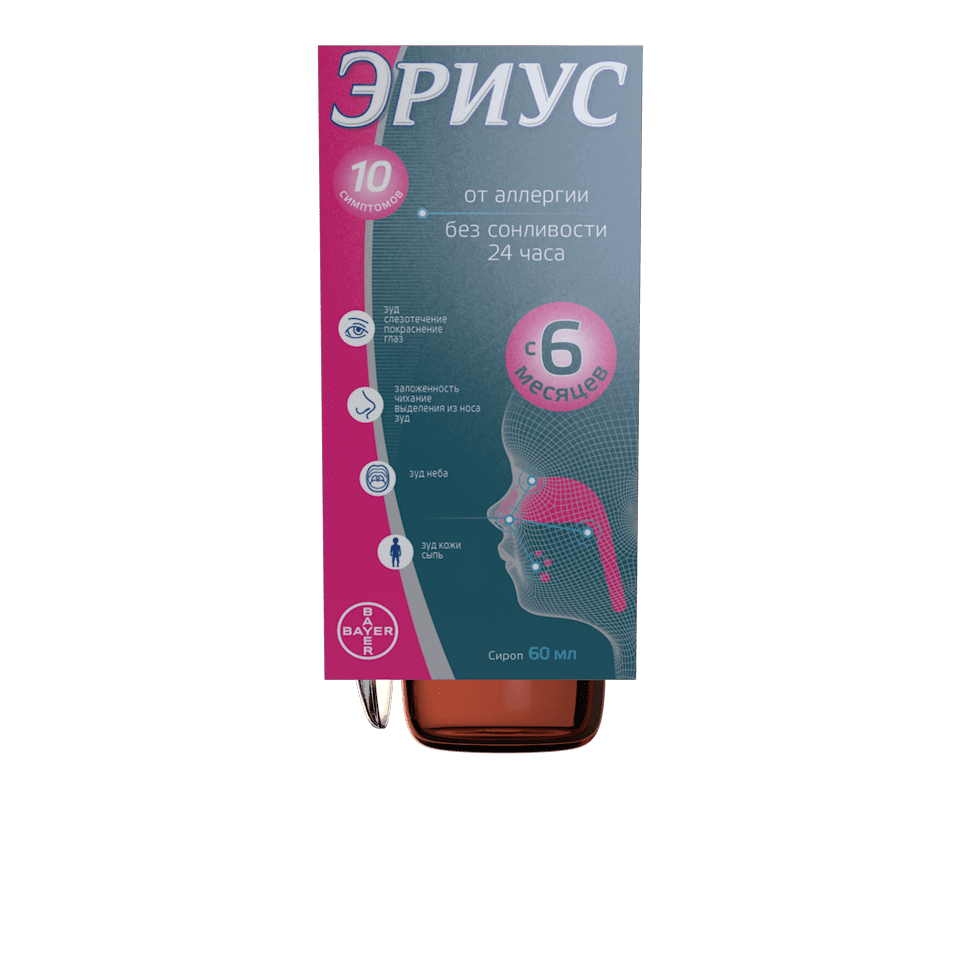 ЭРИУС
10
СИМПТОМОВ
от аллергии
без сонливости
24 часа
зуд
слезотечение
покраснение
глаз
с 6
месяцев
заложенность
чихание
выделения из носа
зуд
зуд неба
зуд кожи
сыпь
BAYER
BAYER
Сироп 60 мл